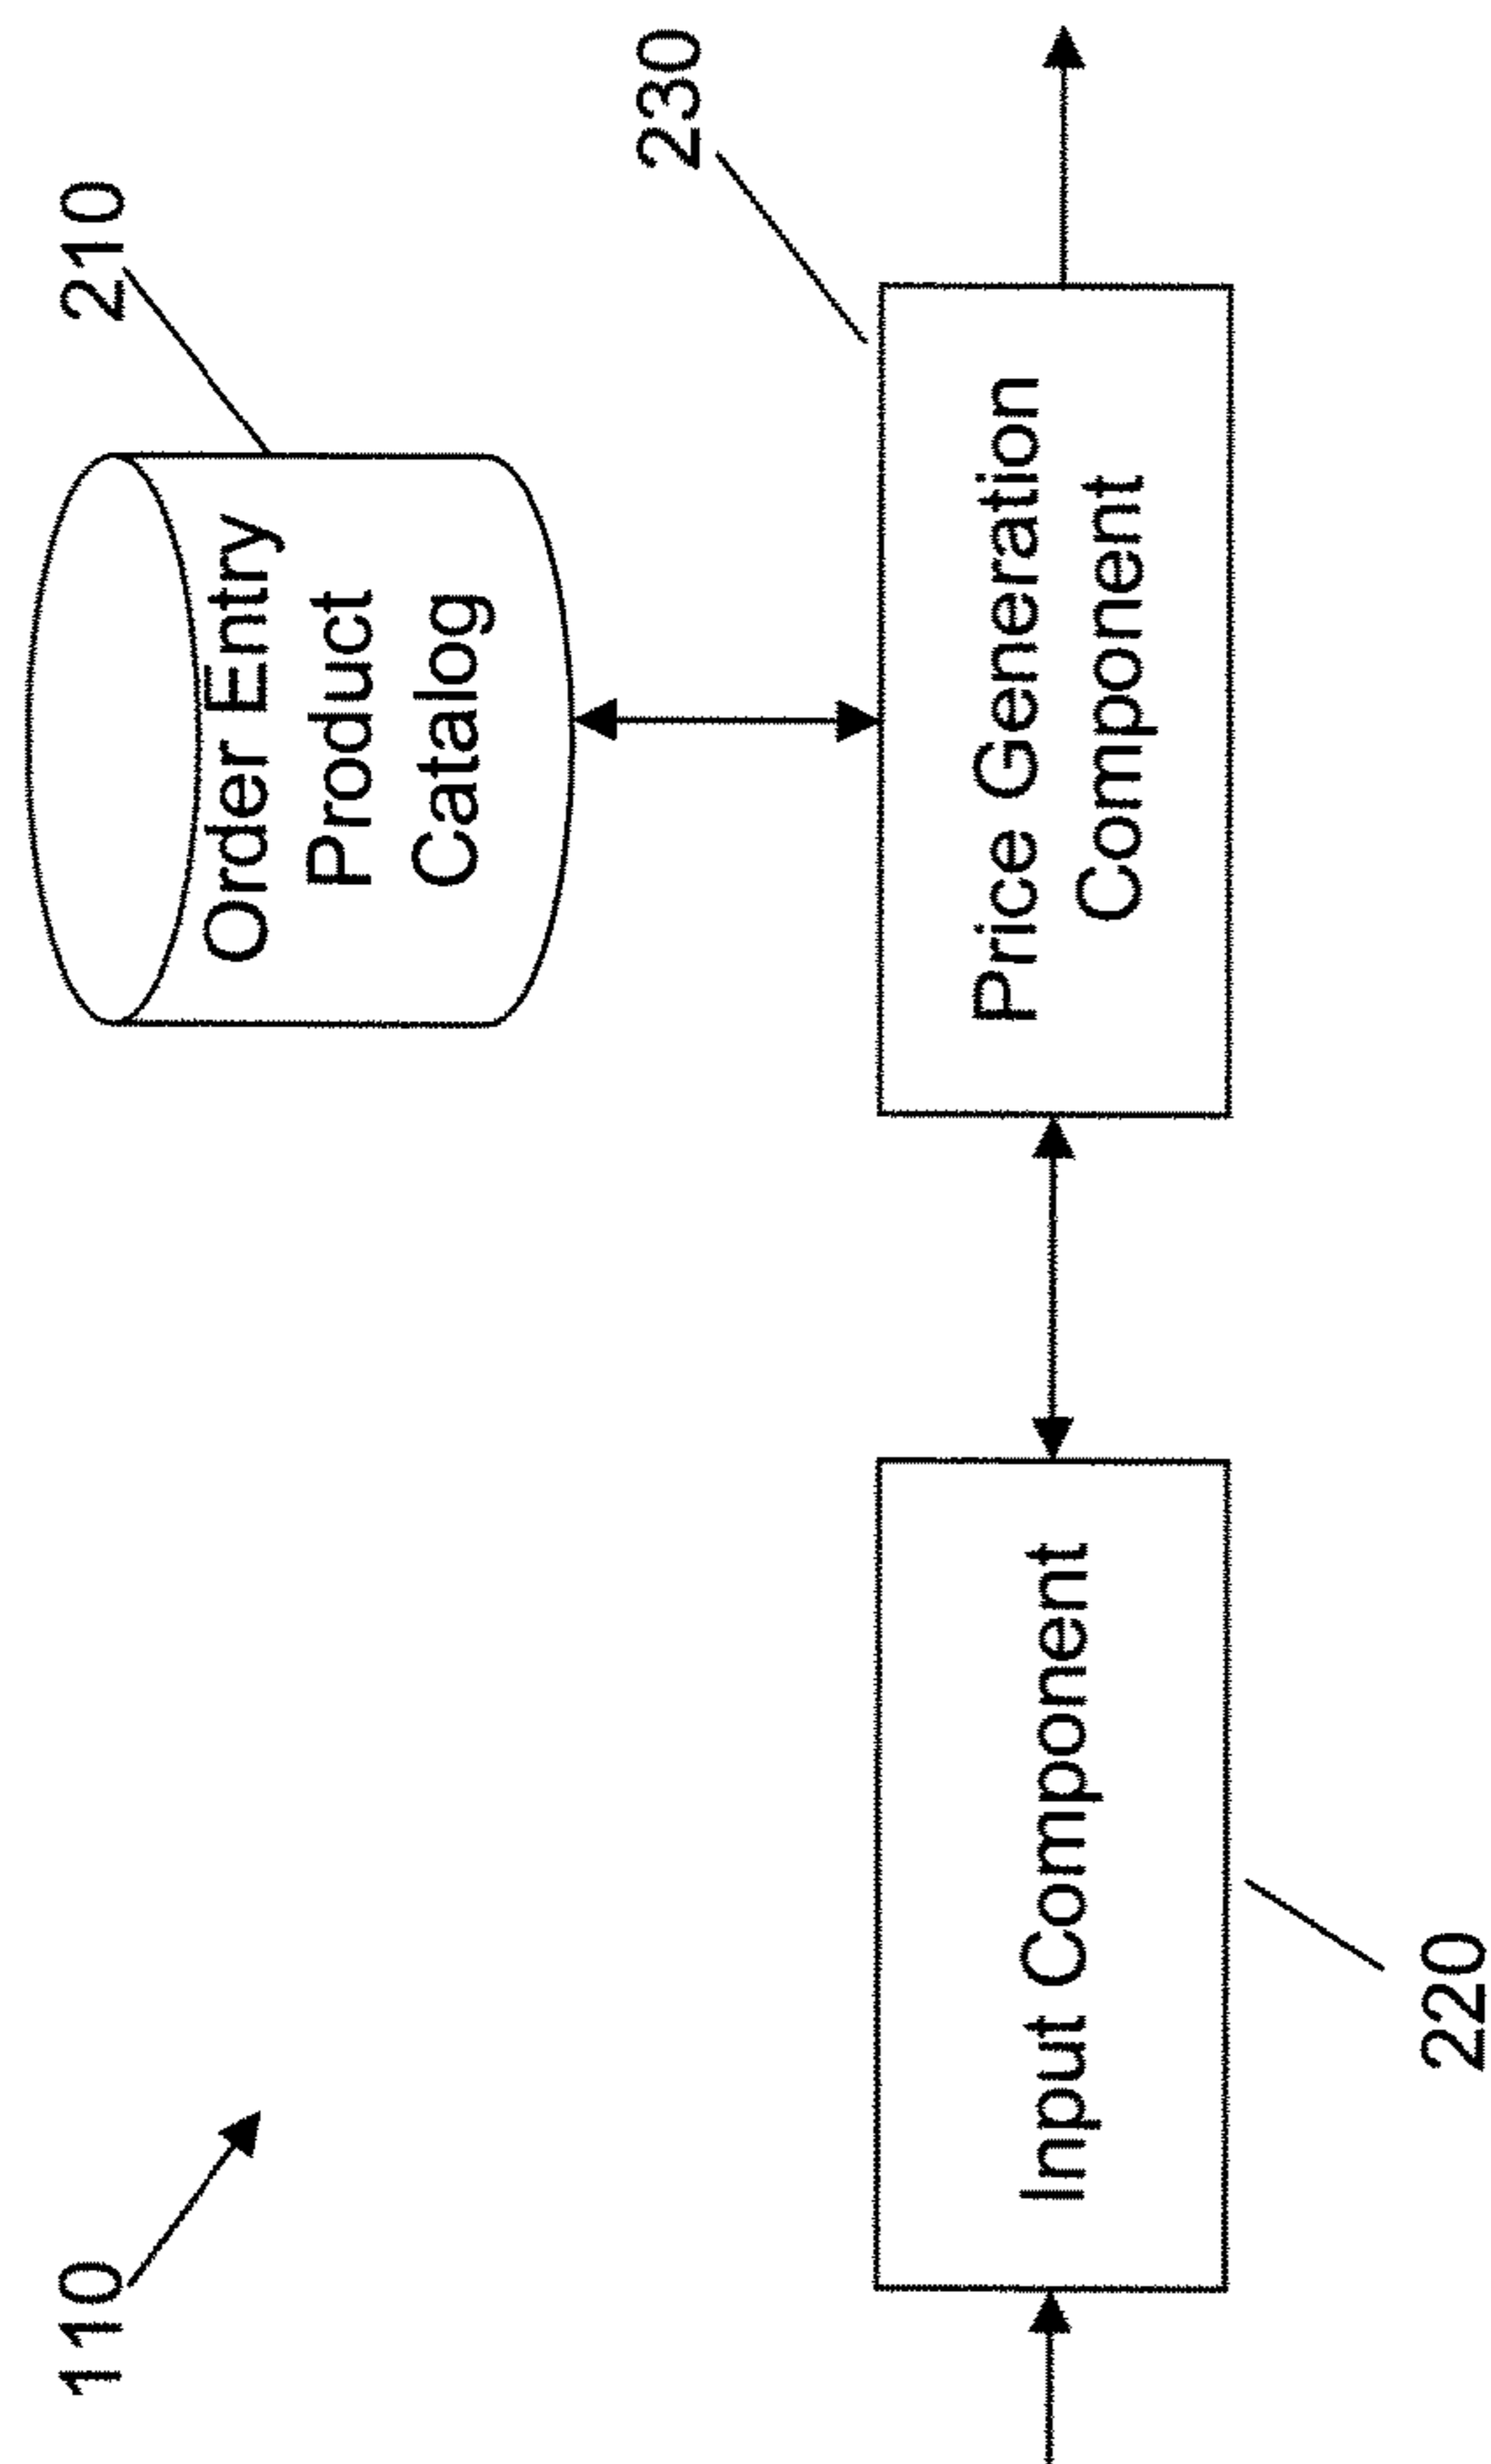 110
210
Order Entry
Product
Catalog
230
Price Generation
Component
Input Component
220